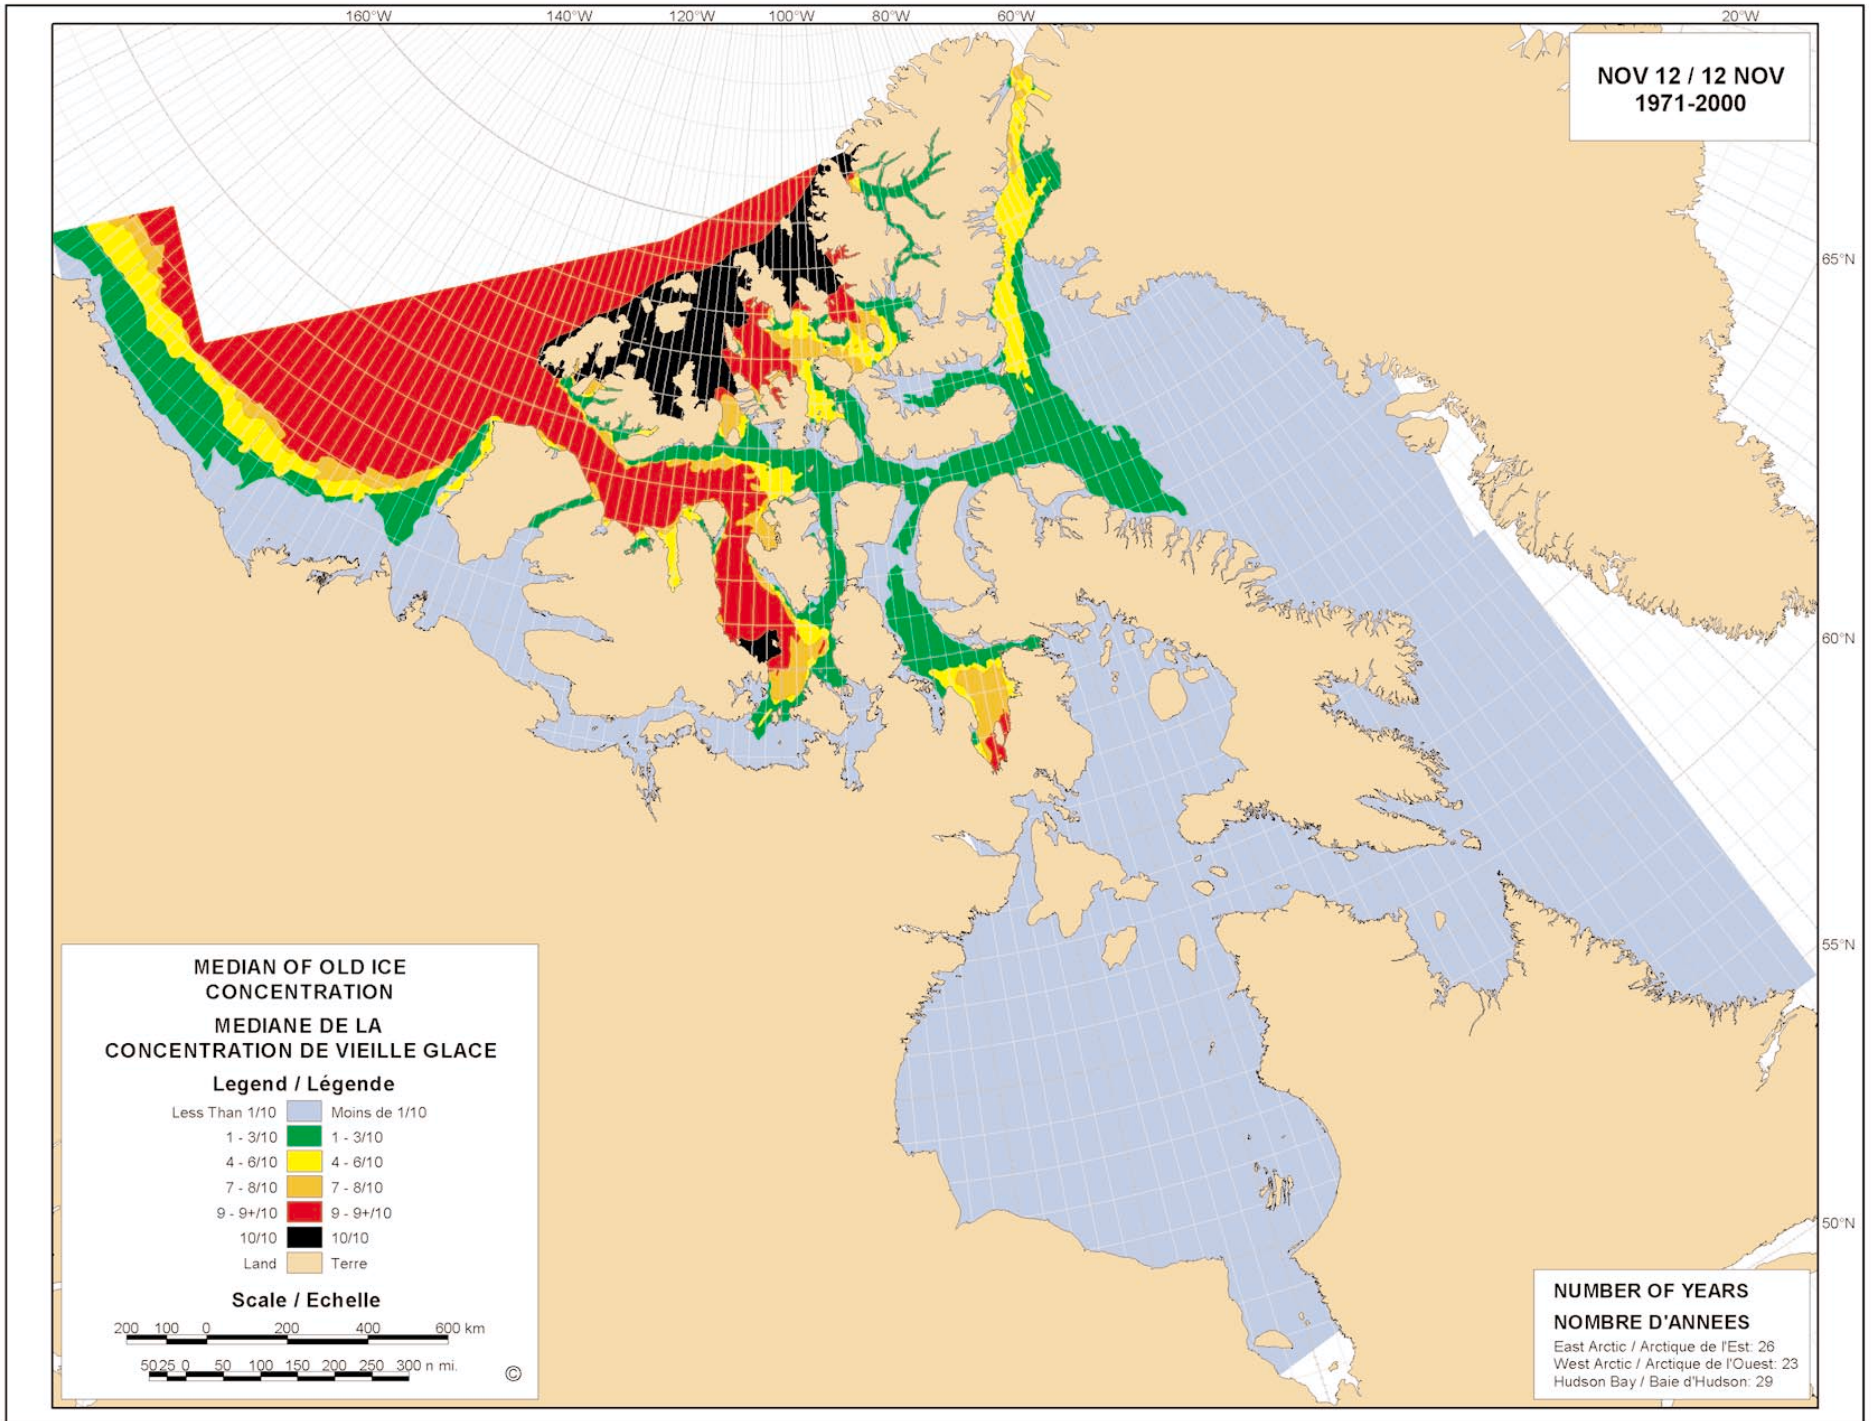 160°W 140°W 120°W 100°W 80°W 60°W 20°W
NOV 12 / 12 NOV
1971-2000
65°N
60°N
55°N
50°N
MEDIAN OF OLD ICE
CONCENTRATION
MEDIANE DE LA
CONCENTRATION DE VIEILLE GLACE
Legend / Légende
Less Than 1/10 Moins de 1/10
1 - 3/10 1 - 3/10
4 - 6/10 4 - 6/10
7 - 8/10 7 - 8/10
9 - 9+/10 9 - 9+/10
10/10 10/10
Land Terre
Scale / Echelle
200 100 0 200 400 600 km
50 25 0 50 100 150 200 250 300 n mi.
©
NUMBER OF YEARS
NOMBRE D'ANNEES
East Arctic / Arctique de l'Est: 26
West Arctic / Arctique de l'Ouest: 23
Hudson Bay / Baie d'Hudson: 29